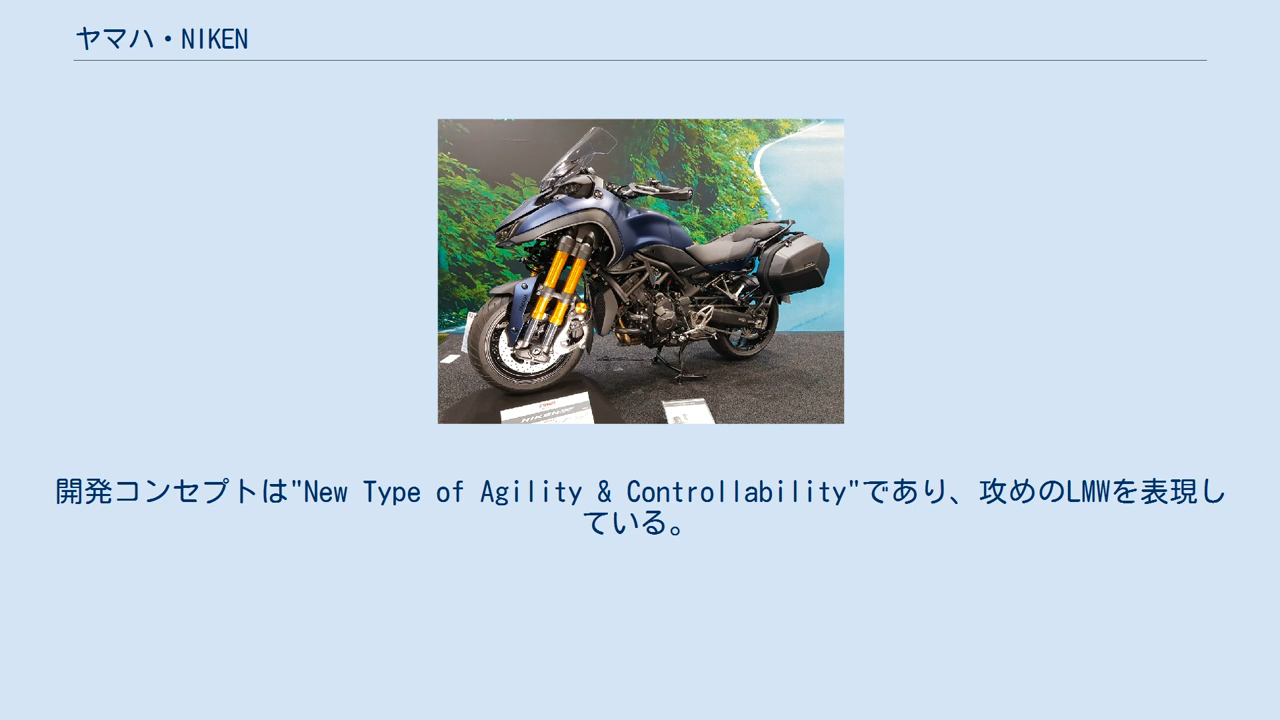 ヤマハ・NIKEN
NIKEN
開発コンセプトは"New Type of Agility & Controllability"であり、攻めのLMWを表現し
ている。